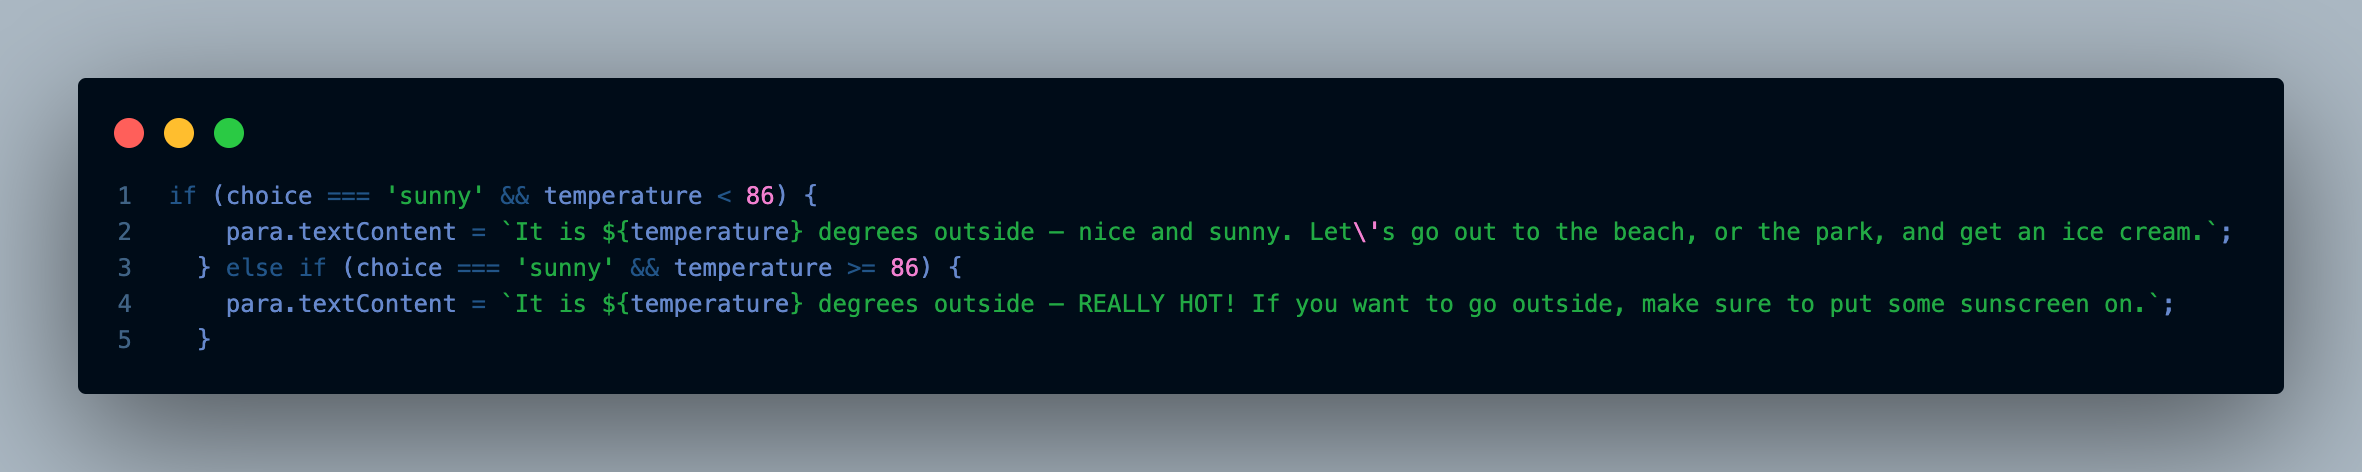 1 if (choice === 'sunny' && temperature < 86) {
2     para.textContent = `It is ${temperature} degrees outside — nice and sunny. Let\'s go out to the beach, or the park, and get an ice cream.`;
3   } else if (choice === 'sunny' && temperature >= 86) {
4     para.textContent = `It is ${temperature} degrees outside — REALLY HOT! If you want to go outside, make sure to put some sunscreen on.`;
5   }